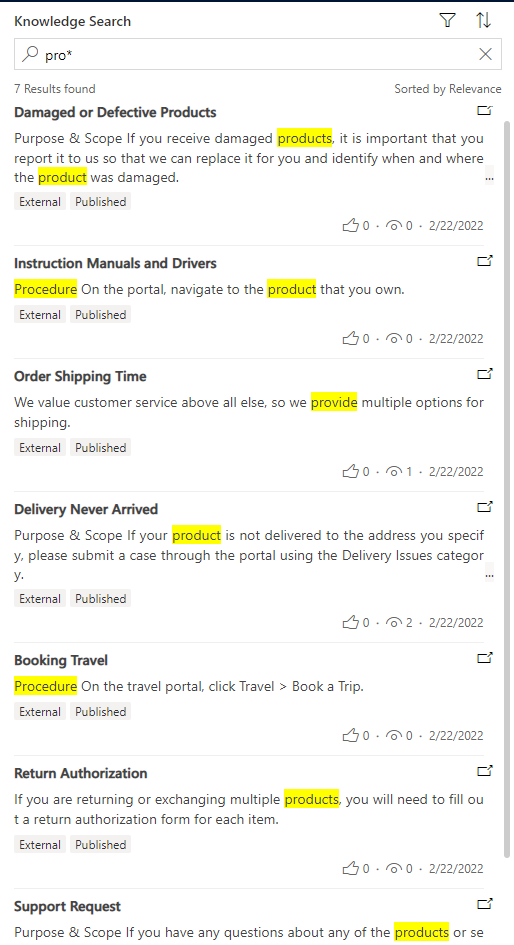 Knowledge Search
pro*
7 Results found
Sorted by Relevance
Damaged or Defective Products
Purpose & Scope If you receive damaged products, it is important that you
report it to us so that we can replace it for you and identify when and where
the product was damaged.
...
External Published
0 · 0 · 2/22/2022
Instruction Manuals and Drivers
Procedure On the portal, navigate to the product that you own.
External Published
0 · 0 · 2/22/2022
Order Shipping Time
We value customer service above all else, so we provide multiple options for
shipping.
External Published
0 · 1 · 2/22/2022
Delivery Never Arrived
Purpose & Scope If your product is not delivered to the address you specif
y, please submit a case through the portal using the Delivery Issues categor
y.
...
External Published
0 · 2 · 2/22/2022
Booking Travel
Procedure On the travel portal, click Travel > Book a Trip.
External Published
0 · 0 · 2/22/2022
Return Authorization
If you are returning or exchanging multiple products, you will need to fill ou
t a return authorization form for each item.
External Published
0 · 0 · 2/22/2022
Support Request
Purpose & Scope If you have any questions about any of the products or se